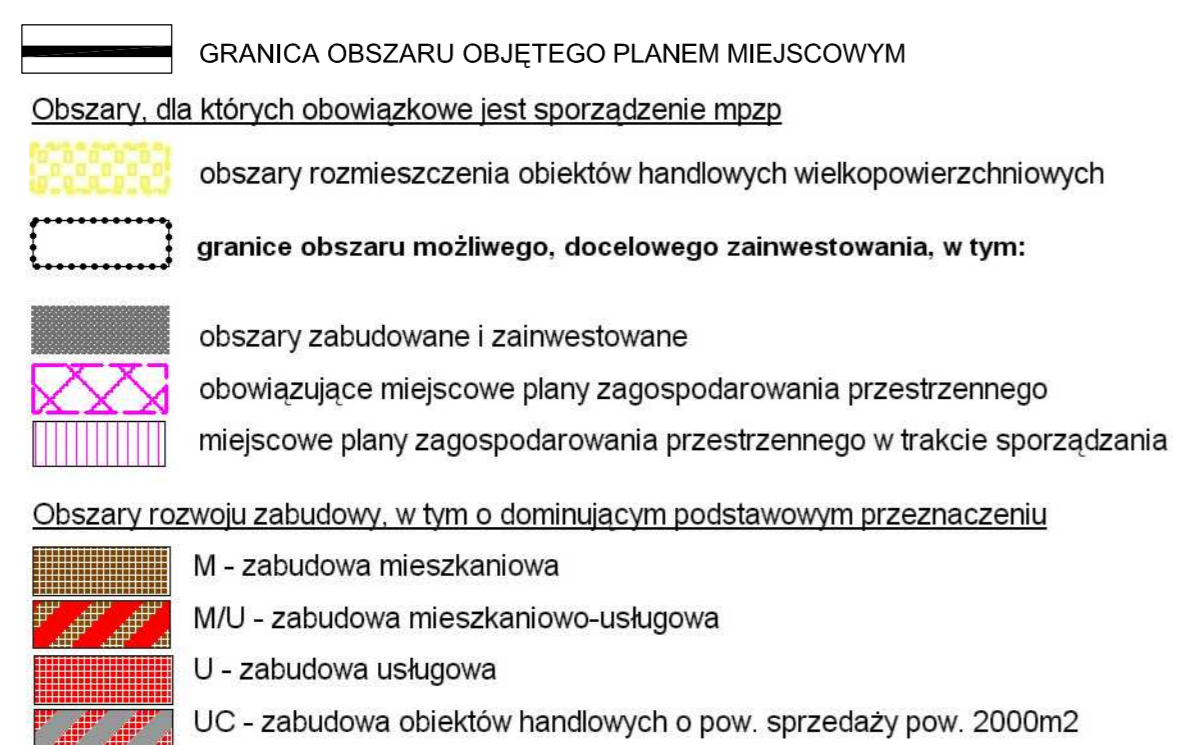 GRANICA OBSZARU OBJĘTEGO PLANEM MIEJSCOWYM
Obszary, dla których obowiązkowe jest sporządzenie mpzp
obszary rozmieszczenia obiektów handlowych wielkopowierzchniowych
granice obszaru możliwego, docelowego zainwestowania, w tym:
obszary zabudowane i zainwestowane
obowiązujące miejscowe plany zagospodarowania przestrzennego
miejscowe plany zagospodarowania przestrzennego w trakcie sporządzania
Obszary rozwoju zabudowy, w tym o dominującym podstawowym przeznaczeniu
M - zabudowa mieszkaniowa
M/U - zabudowa mieszkaniowo-usługowa
U - zabudowa usługowa
UC - zabudowa obiektów handlowych o pow. sprzedaży pow. 2000m2